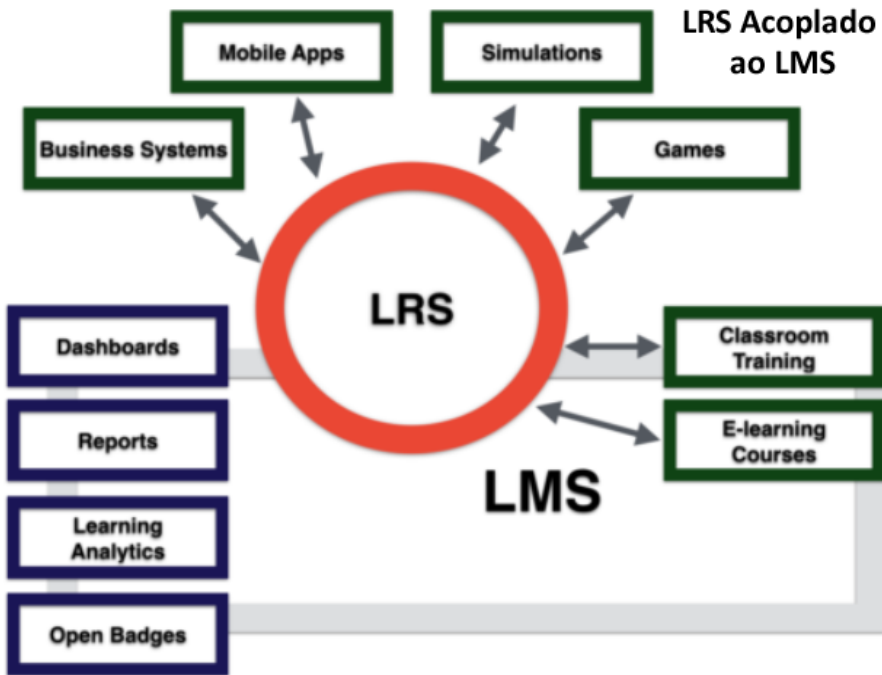 LRS Acoplado
ao LMS
Mobile Apps
Simulations
Business Systems
Games
LRS
Dashboards
Classroom
Training
Reports
E-learning
Courses
LMS
Learning
Analytics
Open Badges